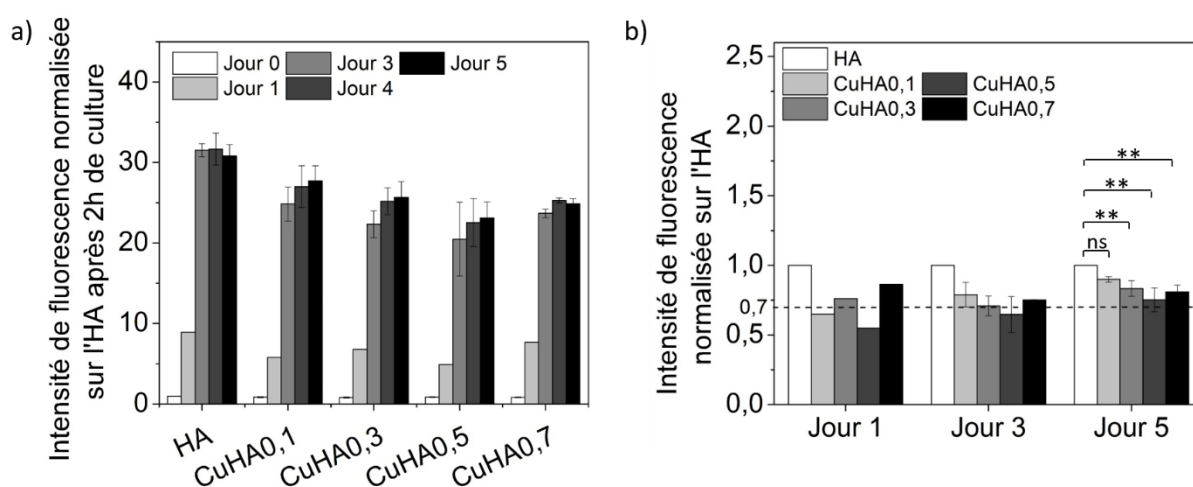 a)
Intensité de fluorescence normalisée
sur l'HA après 2h de culture
40
30
20
10
0
Jour 0
Jour 3
Jour 5
Jour 1
Jour 4
HA
CuHA0,1
CuHA0,3
CuHA0,5
CuHA0,7
b)
Intensité de fluorescence
normalisée sur l'HA
2,5
2,0
1,5
1,0
0,7
0,5
0,0
HA
CuHA0,1
CuHA0,5
CuHA0,3
CuHA0,7
**
**
**
ns
Jour 1
Jour 3
Jour 5